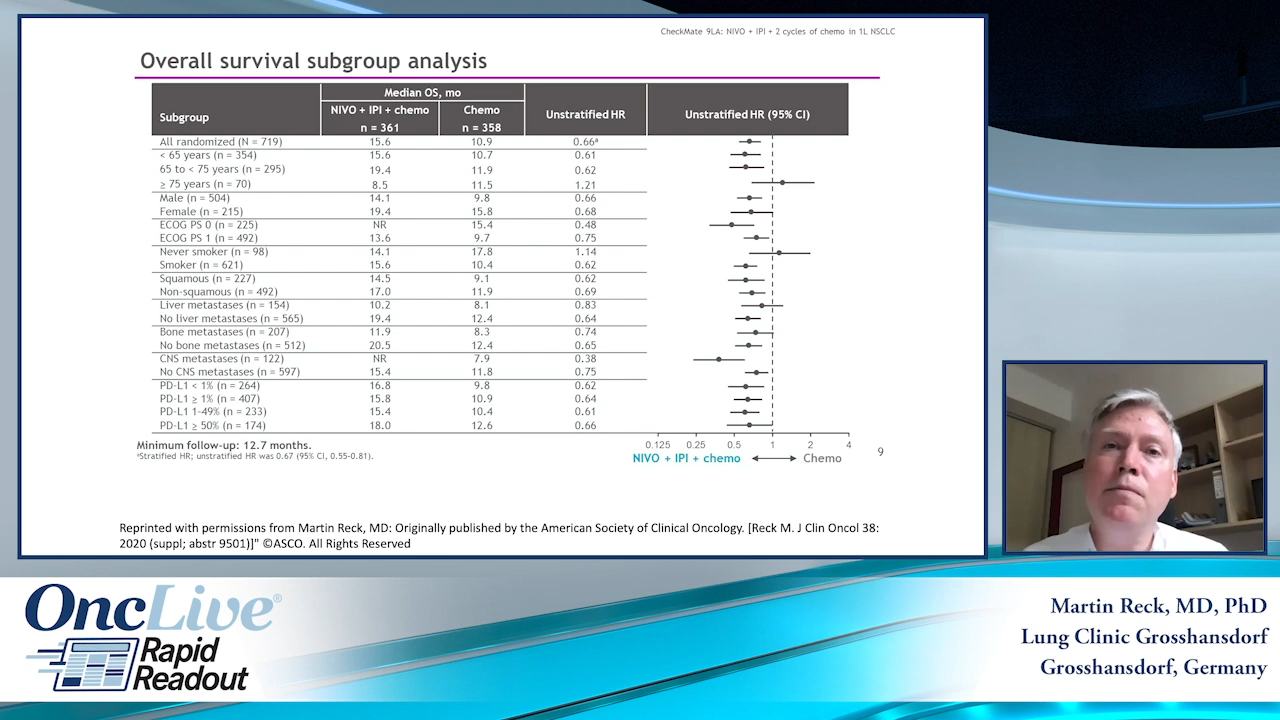 CheckMate 9LA: NIVO + IPI + 2 cycles of chemo in 1L NSCLC
Overall survival subgroup analysis
Subgroup Median OS, mo Unstratified HR Unstratified HR (95% CI)
NIVO + IPI + chemo n = 361 Chemo n = 358
All randomized (N = 719) 15.6 10.9 0.66ª
< 65 years (n = 354) 15.6 10.7 0.61
65 to < 75 years (n = 295) 19.4 11.9 0.62
≥ 75 years (n = 70) 8.5 11.5 1.21
Male (n = 504) 14.1 9.8 0.66
Female (n = 215) 19.4 15.8 0.68
ECOG PS 0 (n = 225) NR 15.4 0.48
ECOG PS 1 (n = 492) 13.6 9.7 0.75
Never smoker (n = 98) 14.1 17.8 1.14
Smoker (n = 621) 15.6 10.4 0.62
Squamous (n = 227) 14.5 9.1 0.62
Non-squamous (n = 492) 17.0 11.9 0.69
Liver metastases (n = 154) 10.2 8.1 0.83
No liver metastases (n = 565) 19.4 12.4 0.64
Bone metastases (n = 207) 11.9 8.3 0.74
No bone metastases (n = 512) 20.5 12.4 0.65
CNS metastases (n = 122) NR 7.9 0.38
No CNS metastases (n = 597) 15.4 11.8 0.75
PD-L1 < 1% (n = 264) 16.8 9.8 0.62
PD-L1 ≥ 1% (n = 407) 15.8 10.9 0.64
PD-L1 1-49% (n = 233) 15.4 10.4 0.61
PD-L1 ≥ 50% (n = 174) 18.0 12.6 0.66
0.125 0.25 0.5 1 2 4
NIVO + IPI + chemo Chemo
Minimum follow-up: 12.7 months.
ªStratified HR; unstratified HR was 0.67 (95% CI, 0.55-0.81).
9
Reprinted with permissions from Martin Reck, MD: Originally published by the American Society of Clinical Oncology. [Reck M. J Clin Oncol 38:
2020 (suppl; abstr 9501)]" ©ASCO. All Rights Reserved
OncLive®
Rapid
Readout
Martin Reck, MD, PhD
Lung Clinic Grosshansdorf
Grosshansdorf, Germany